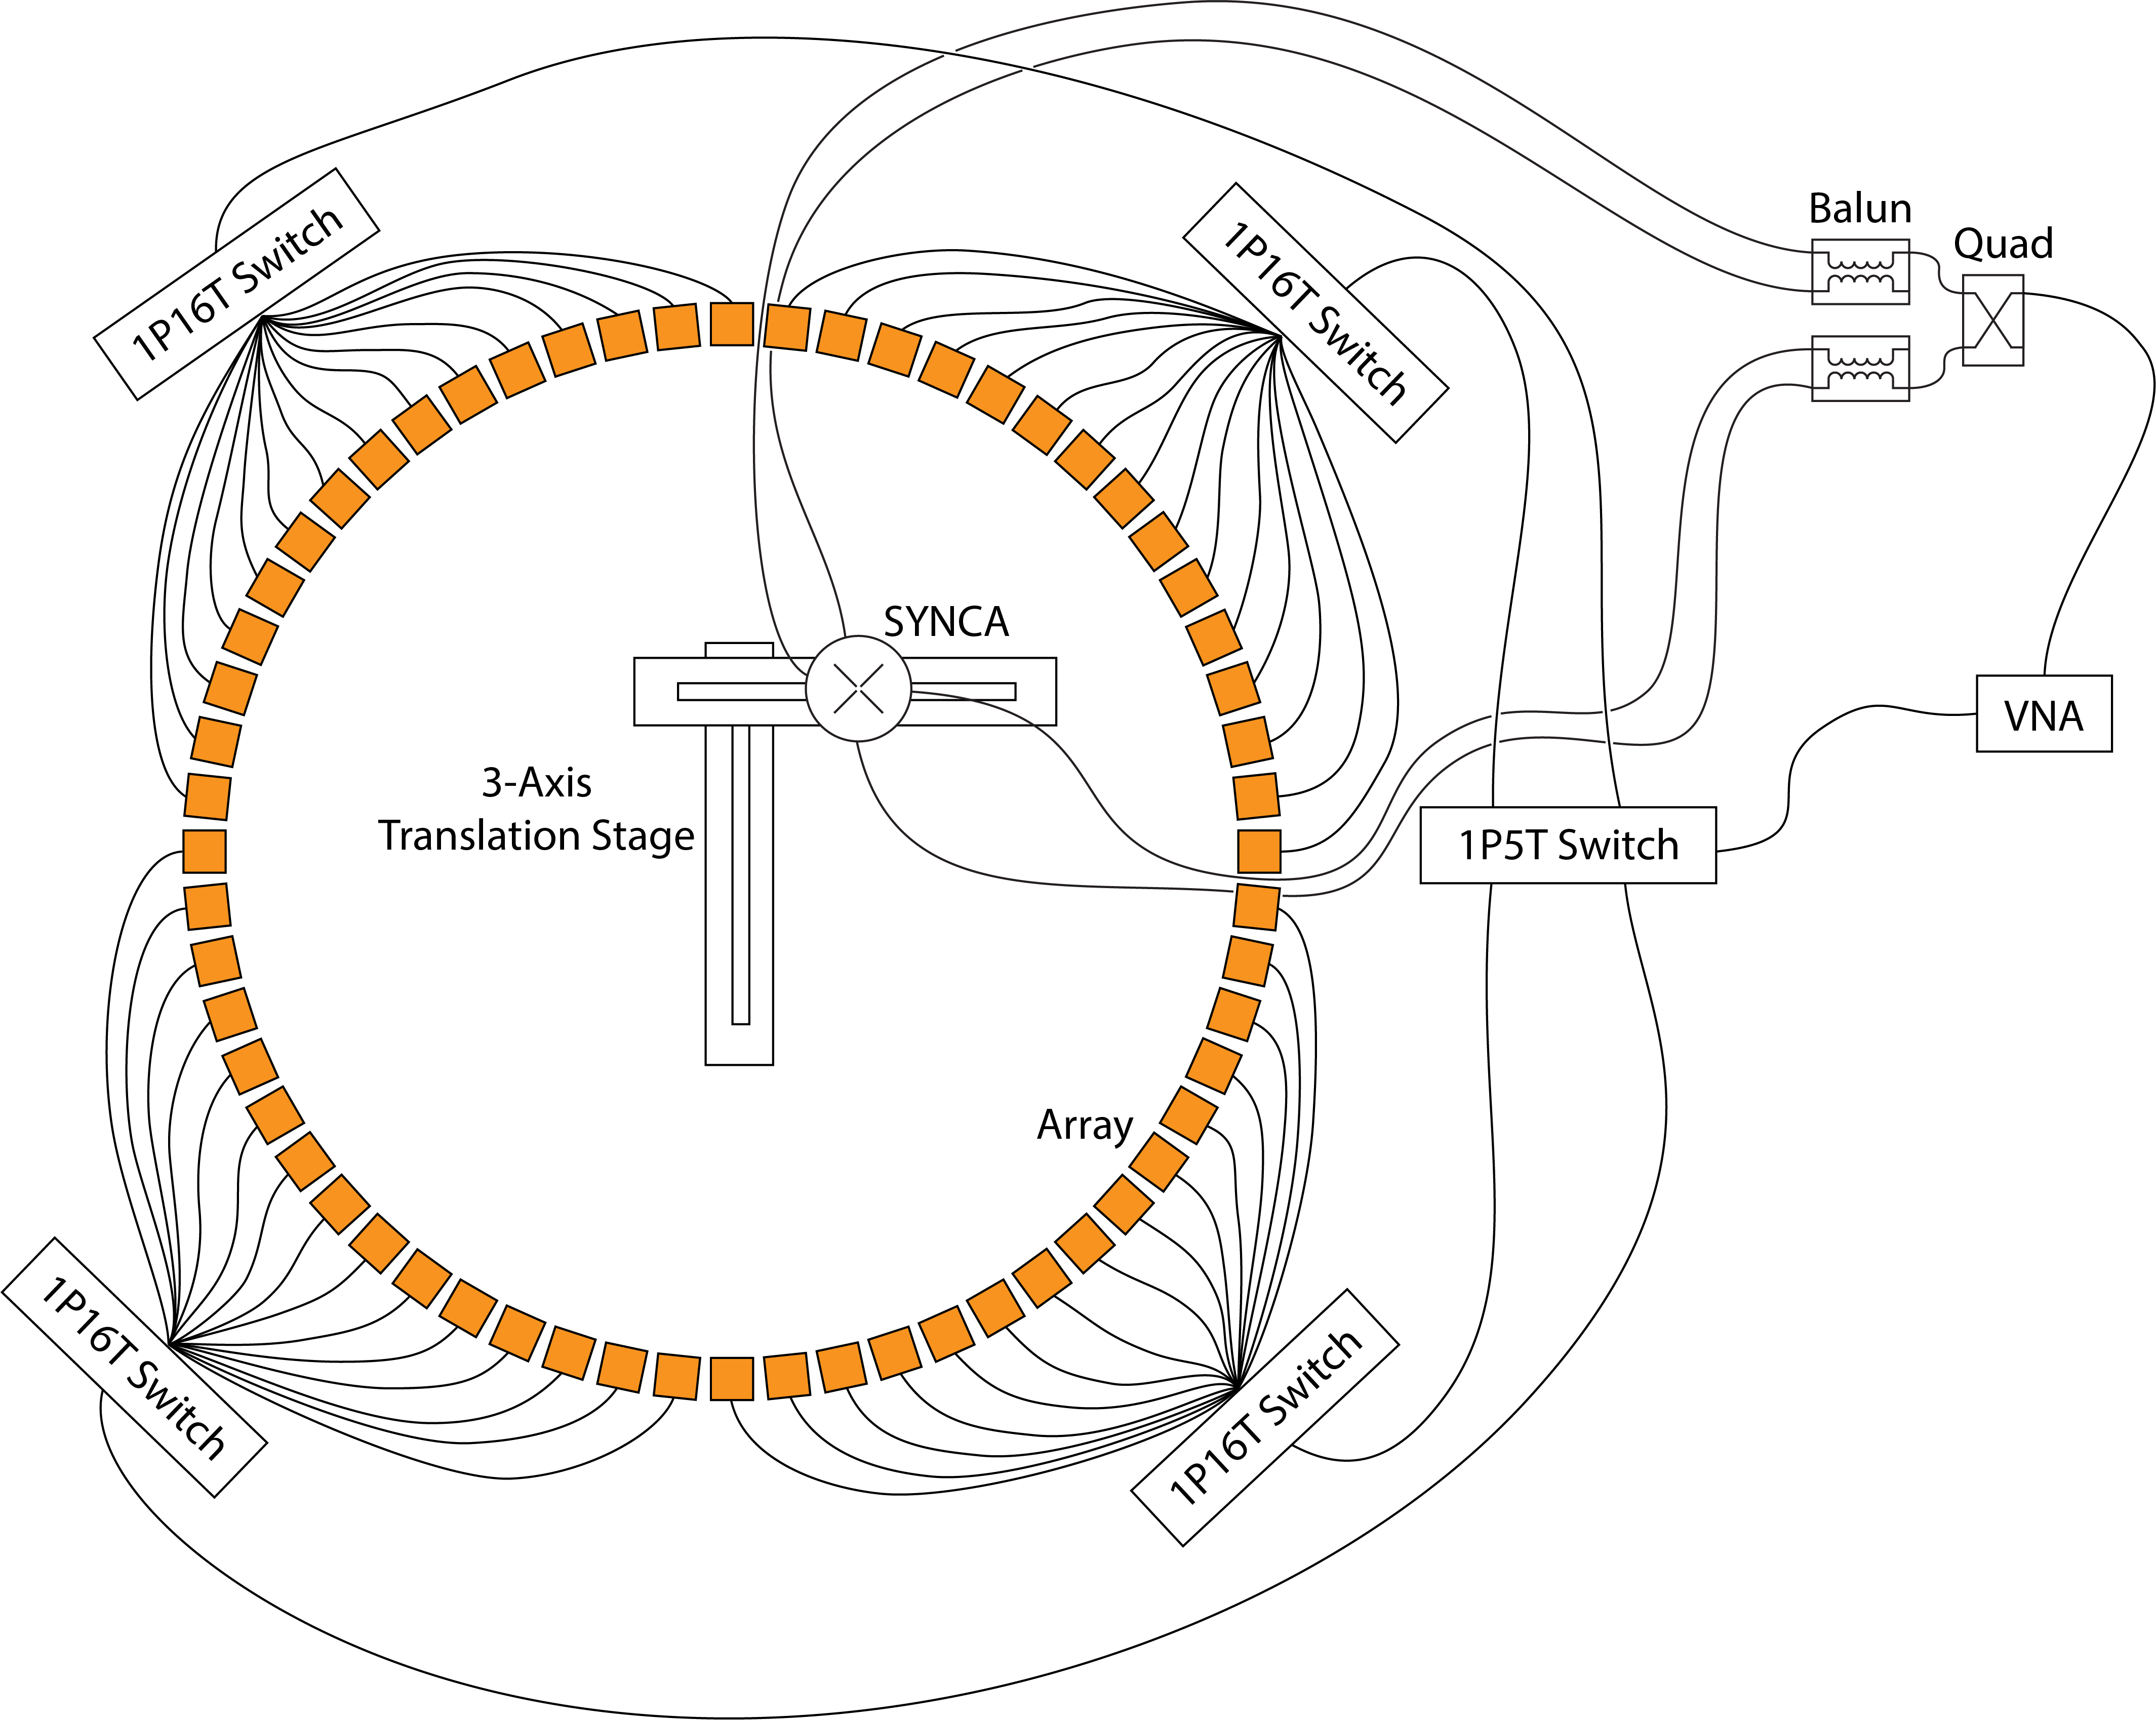 Balun
Quad
1P16T Switch
1P16T Switch
SYNCA
VNA
3-Axis
Translation Stage
1P5T Switch
Array
1P16T Switch
1P16T Switch